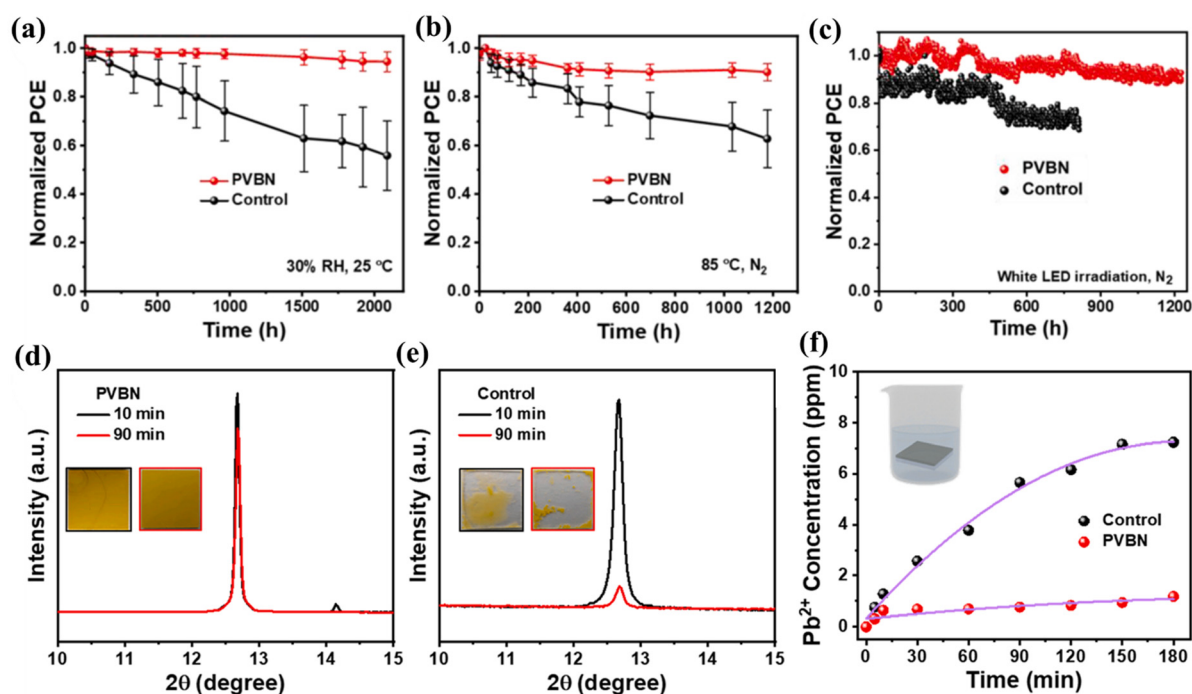 (a)
Normalized PCE
1.0
0.8
0.6
0.4
0.2
0.0
PVBN
Control
30% RH, 25 °C
0 500 1000 1500 2000
Time (h)
(b)
Normalized PCE
1.0
0.8
0.6
0.4
0.2
0.0
PVBN
Control
85 °C, N₂
0 200 400 600 800 1000 1200
Time (h)
(c)
Normalized PCE
1.0
0.8
0.6
0.4
0.2
0.0
PVBN
Control
White LED irradiation, N₂
0 300 600 900 1200
Time (h)
(d)
Intensity (a.u.)
PVBN
10 min
90 min
10 11 12 13 14 15
2θ (degree)
(e)
Intensity (a.u.)
Control
10 min
90 min
10 11 12 13 14 15
2θ (degree)
(f)
Pb²⁺ Concentration (ppm)
8
6
4
2
0
Control
PVBN
0 30 60 90 120 150 180
Time (min)